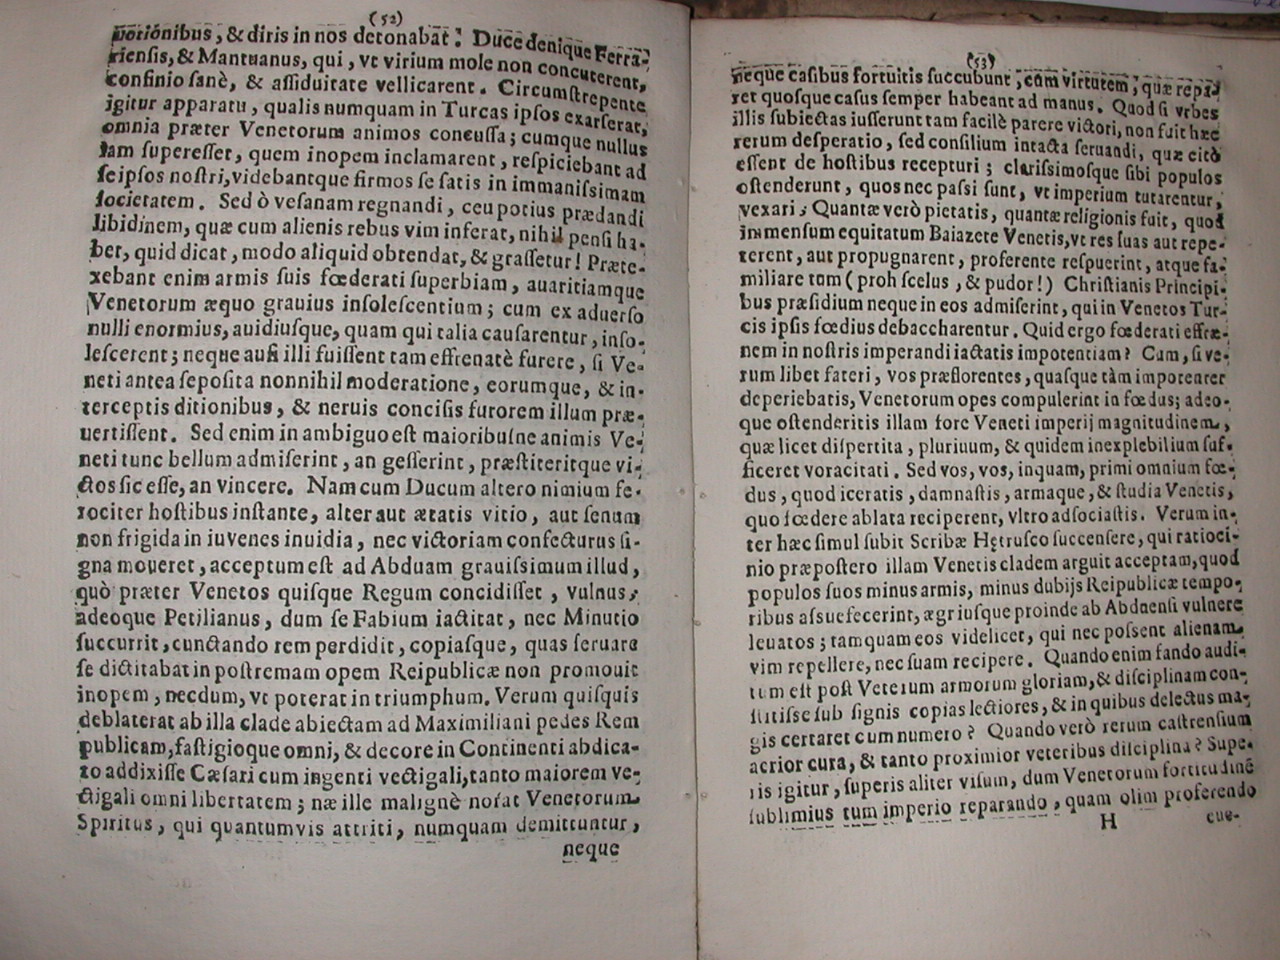 (52)
potiónibus, & diris in nos detonabat! Duce denique Ferra-
riensis, & Mantuanus, qui, vt virium mole non concuterent,
confinio sanè, & assiduitate vellicarent. Circumstrepente
igitur apparatu, qualis numquam in Turcas ipsos exarserat,
omnia præter Venetorum animos concussa; cumque nullus
iam superesset, quem inopem inclamarent, respiciebant ad
seipsos nostri, videbantque firmos se satis in immanissimam
societatem. Sed ò vesanam regnandi, ceu potius prædandi
libidinem, quæ cum alienis rebus vim inferat, nihil pensi ha-
bet, quid dicat, modo aliquid obtendat, & grassetur! Præte-
xebant enim armis suis fœderati superbiam, auaritiamque
Venetorum æquo grauius insolescentium; cum ex aduerso
nulli enormius, auidiusque, quam qui talia causarentur, inso-
lescerent; neque ausi illi fuissent tam effrenatè furere, si Ve-
neti antea seposita nonnihil moderatione, eorumque, & in-
terceptis ditionibus, & neruis concisis furorem illum præ-
uertissent. Sed enim in ambiguo est maioribusne animis Ve-
neti tunc bellum admiserint, an gesserint, præstiteritque vi-
ctos sic esse, an vincere. Nam cum Ducum altero nimium fe-
rociter hostibus instante, alter aut ætatis vitio, aut senum
non frigida in iuvenes inuidia, nec victoriam confecturus si-
gna moueret, acceptum est ad Abduam grauissimum illud,
quò præter Venetos quisque Regum concidisset, vulnus;
adeoque Petilianus, dum se Fabium iactitat, nec Minutio
succurrit, cunctando rem perdidit, copiasque, quas seruare
se dictitabat in postremam opem Reipublicæ non promouit
inopem, necdum, vt poterat in triumphum. Verum quisquis
deblaterat ab illa clade abiectam ad Maximiliani pedes Rem
publicam, fastigioque omni, & decore in Continenti abdica-
to addixisse Cæsari cum ingenti vectigali, tanto maiorem ve-
ctigali omni libertatem; næ ille malignè notat Venetorum
Spiritus, qui quantumvis attriti, numquam demittuntur,
neque
(53)
neque casibus fortuitis succubunt, cum virtutem, quæ repa-
ret quosque casus semper habeant ad manus. Quod si vrbes
illis subiectas iusserunt tam facilè parere victori, non fuit hæc
rerum desperatio, sed consilium intacta seruandi, quæ citò
essent de hostibus recepturi; clarissimosque sibi populos
ostenderunt, quos nec passi sunt, vt imperium tutarentur,
vexari; Quantæ verò pietatis, quantæ religionis fuit, quod
inmensum equitatum Baiazete Venetis, vt res suas aut repe-
terent, aut propugnarent, proferente respuerint, atque fa-
miliare tum (proh scelus, & pudor!) Christianis Principi-
bus præsidium neque in eos admiserint, qui in Venetos Tur-
cis ipsis fœdius debaccharentur. Quid ergo fœderati effræ-
nem in nostris imperandi iactatis impotentiam? Cum, si ve-
rum libet fateri, vos præflorentes, quasque tàm impotenter
deperiebatis, Venetorum opes compulerint in fœdus; adeo-
que ostenderitis illam fore Veneti imperij magnitudinem,
quæ licet dispertita, plurium, & quidem inexplebilium suf-
ficeret voracitati. Sed vos, vos, inquam, primi omnium fœ-
dus, quod iceratis, damnastis, armaque, & studia Venetis,
quo fœdere ablata reciperent, vltro adsociastis. Verum in-
ter hæc simul subit Scribæ Hetrusco succensere, qui ratioci-
nio præpostero illam Venetis cladem arguit acceptam, quod
populos suos minus armis, minus dubijs Reipublicæ tempo-
ribus assuefecerint, ægriusque proinde ab Abduensi vulnere
leuatos; tamquam eos videlicet, qui nec possent alienam
vim repellere, nec suam recipere. Quando enim fando audi-
tum est post Veterum armorum gloriam, & disciplinam con-
stitisse sub signis copias lectiores, & in quibus delectus ma-
gis certaret cum numero? Quando verò rerum castrensium
acrior cura, & tanto proximior veteribus disciplina? Supe-
ris igitur, superis aliter visum, dum Venetorum fortitudinē
sublimius tum imperio reparando, quam olim proferendo
H cue-